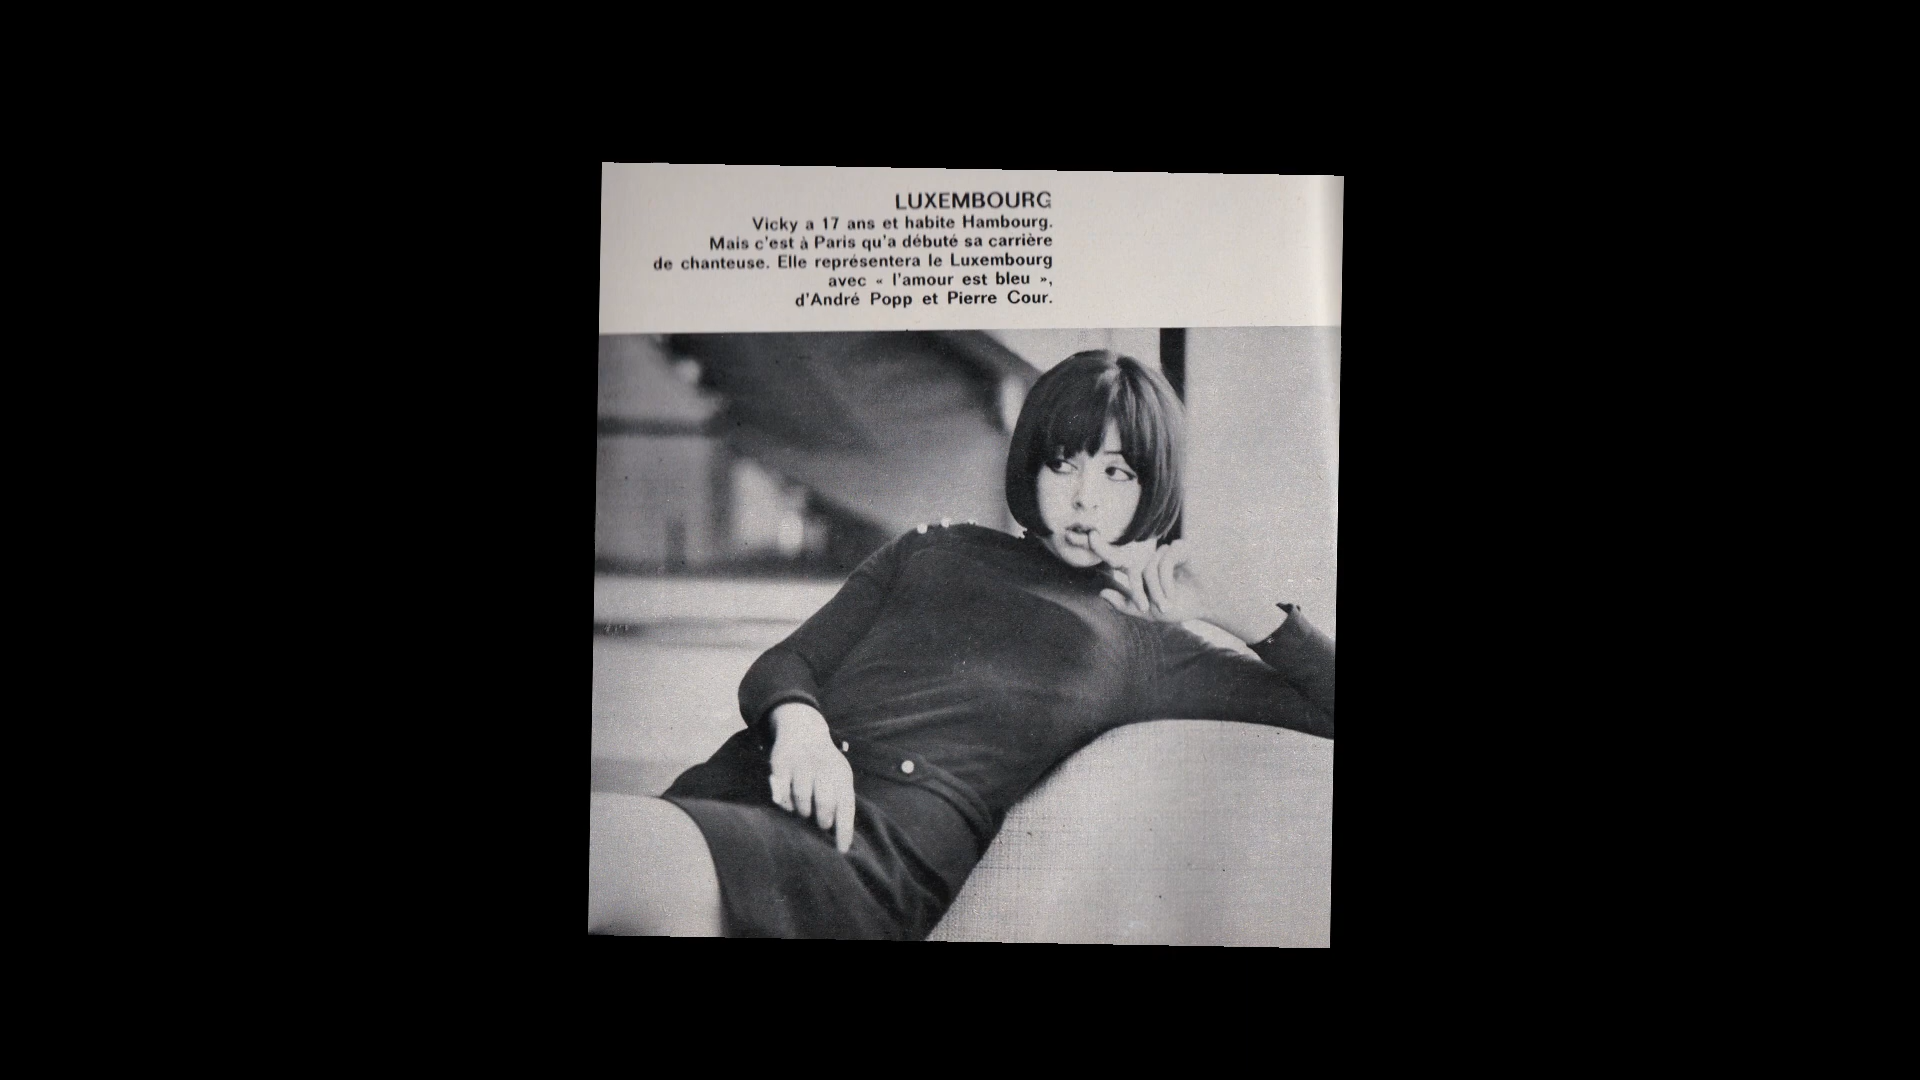 LUXEMBOURG
Vicky a 17 ans et habite Hambourg.
Mais c'est à Paris qu'a débuté sa carrière
de chanteuse. Elle représentera le Luxembourg
avec « l'amour est bleu »,
d'André Popp et Pierre Cour.